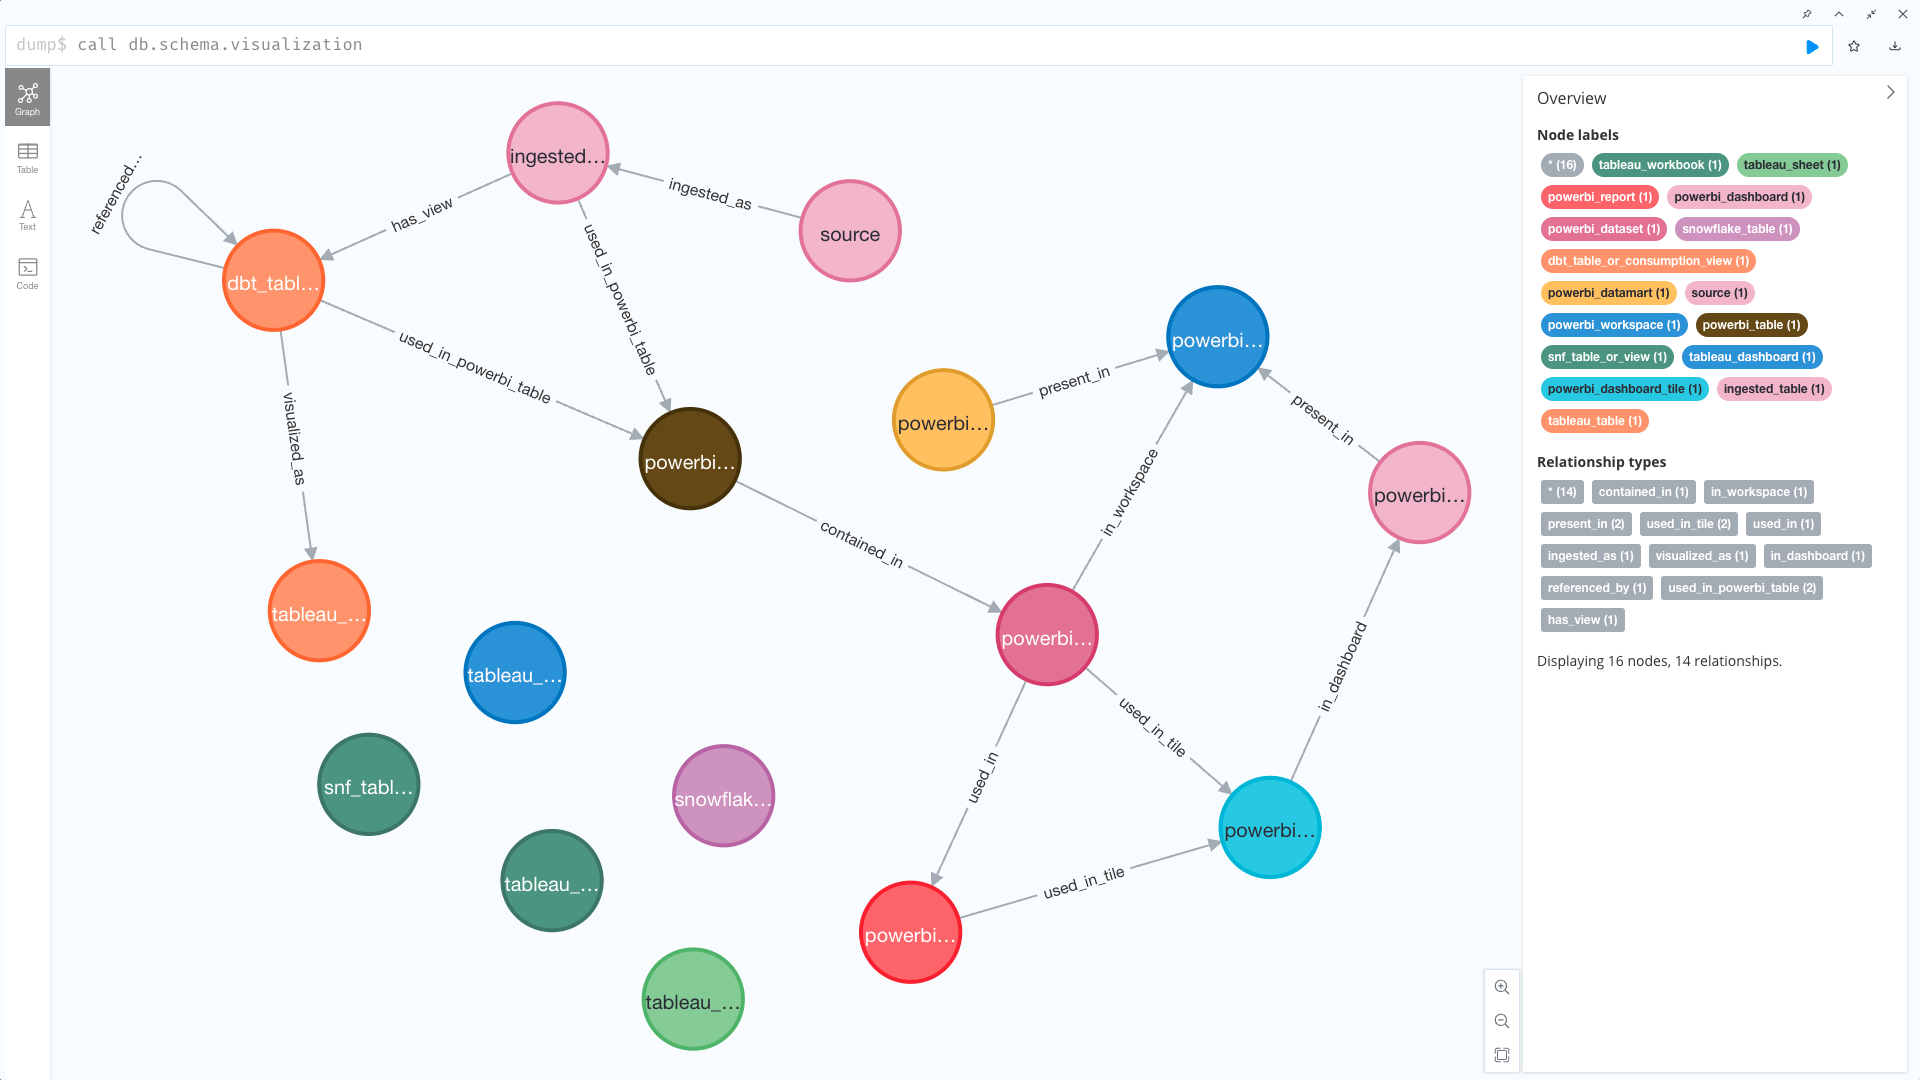 dump$ call db.schema.visualization
Graph
Table
Text
Code
referenced...
ingested...
ingested_as
source
has_view
used_in_powerbi_table
dbt_tabl...
used_in_powerbi_table
visualized_as
powerbi...
powerbi...
present_in
powerbi...
present_in
powerbi...
in_workspace
contained_in
tableau_...
tableau_...
powerbi...
in_dashboard
used_in_tile
used_in
snf_tabl...
snowflak...
powerbi...
tableau_...
used_in_tile
powerbi...
tableau_...
Overview
Node labels
* (16) tableau_workbook (1) tableau_sheet (1)
powerbi_report (1) powerbi_dashboard (1)
powerbi_dataset (1) snowflake_table (1)
dbt_table_or_consumption_view (1)
powerbi_datamart (1) source (1)
powerbi_workspace (1) powerbi_table (1)
snf_table_or_view (1) tableau_dashboard (1)
powerbi_dashboard_tile (1) ingested_table (1)
tableau_table (1)
Relationship types
* (14) contained_in (1) in_workspace (1)
present_in (2) used_in_tile (2) used_in (1)
ingested_as (1) visualized_as (1) in_dashboard (1)
referenced_by (1) used_in_powerbi_table (2)
has_view (1)
Displaying 16 nodes, 14 relationships.